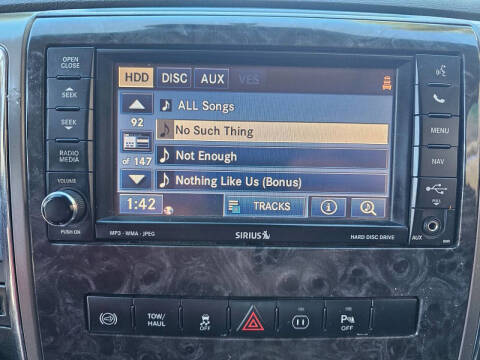 OPEN
CLOSE
SEEK
SEEK
RADIO
MEDIA
VOLUME
PUSH ON
HDD DISC AUX VES
ALL Songs
92
No Such Thing
of 147
Not Enough
Nothing Like Us (Bonus)
1:42
TRACKS
MP3 · WMA · JPEG
SIRIUS
HARD DISC DRIVE
MENU
NAV
PULL
AUX
TOW/
HAUL
OFF
OFF